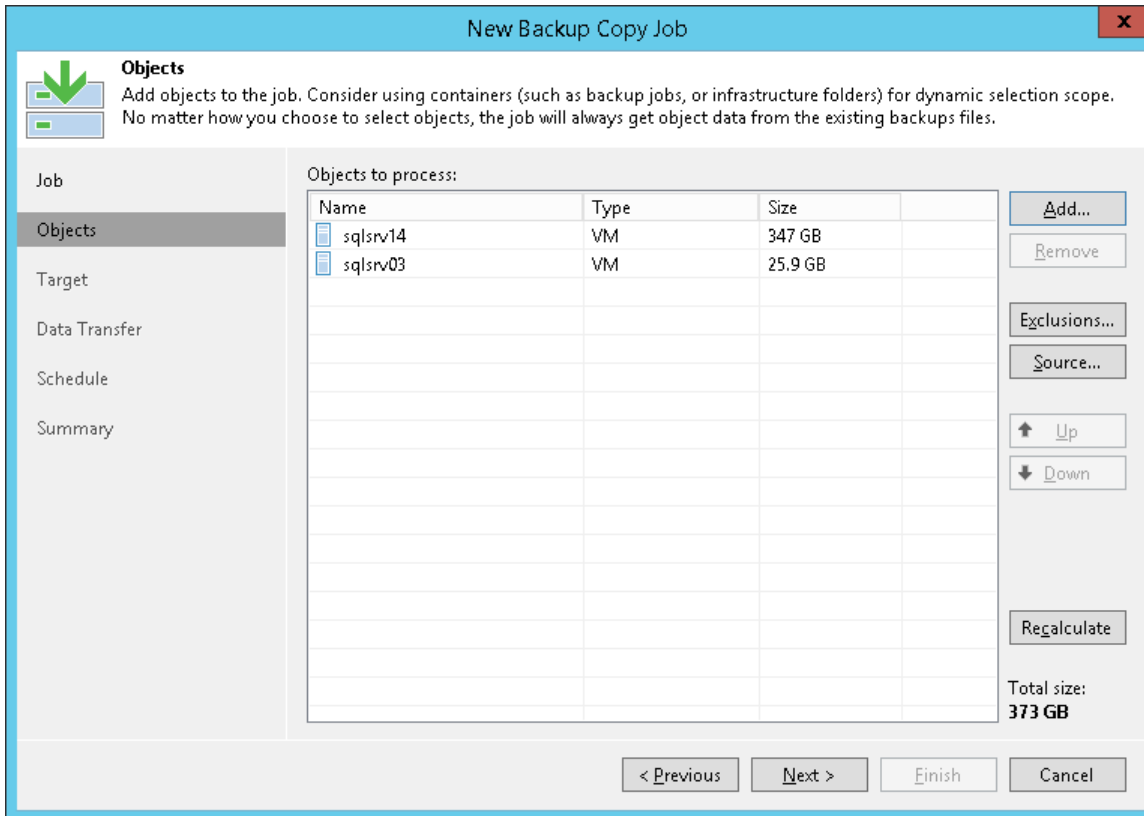 New Backup Copy Job
x
Objects
Add objects to the job. Consider using containers (such as backup jobs, or infrastructure folders) for dynamic selection scope.
No matter how you choose to select objects, the job will always get object data from the existing backups files.
Job
Objects
Target
Data Transfer
Schedule
Summary
Objects to process:
Name Type Size
sqlsrv14 VM 347 GB
sqlsrv03 VM 25.9 GB
Add...
Remove
Exclusions...
Source...
Up
Down
Recalculate
Total size:
373 GB
< Previous Next > Finish Cancel